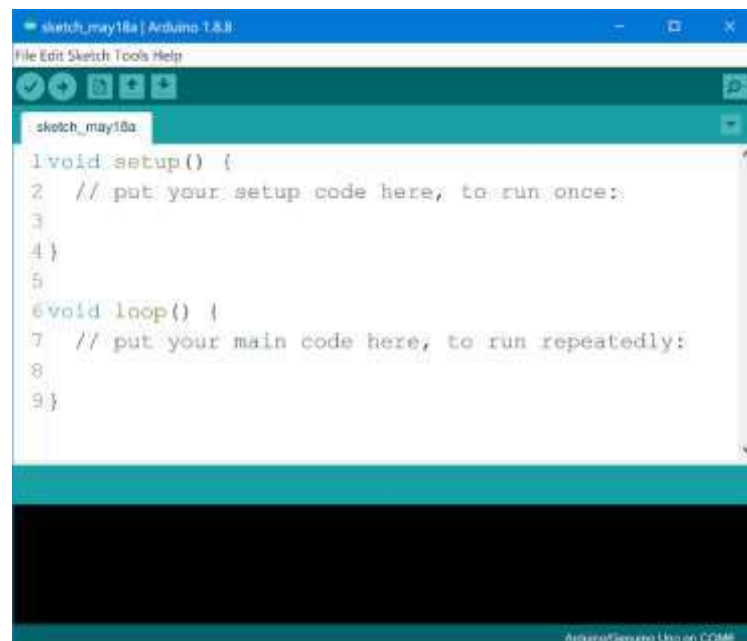 sketch_may18a | Arduino 1.8.8
File Edit Sketch Tools Help
sketch_may18a
1 void setup() {
2 // put your setup code here, to run once:
3
4 }
5
6 void loop() {
7 // put your main code here, to run repeatedly:
8
9 }
Arduino/Genuino Uno on COM6